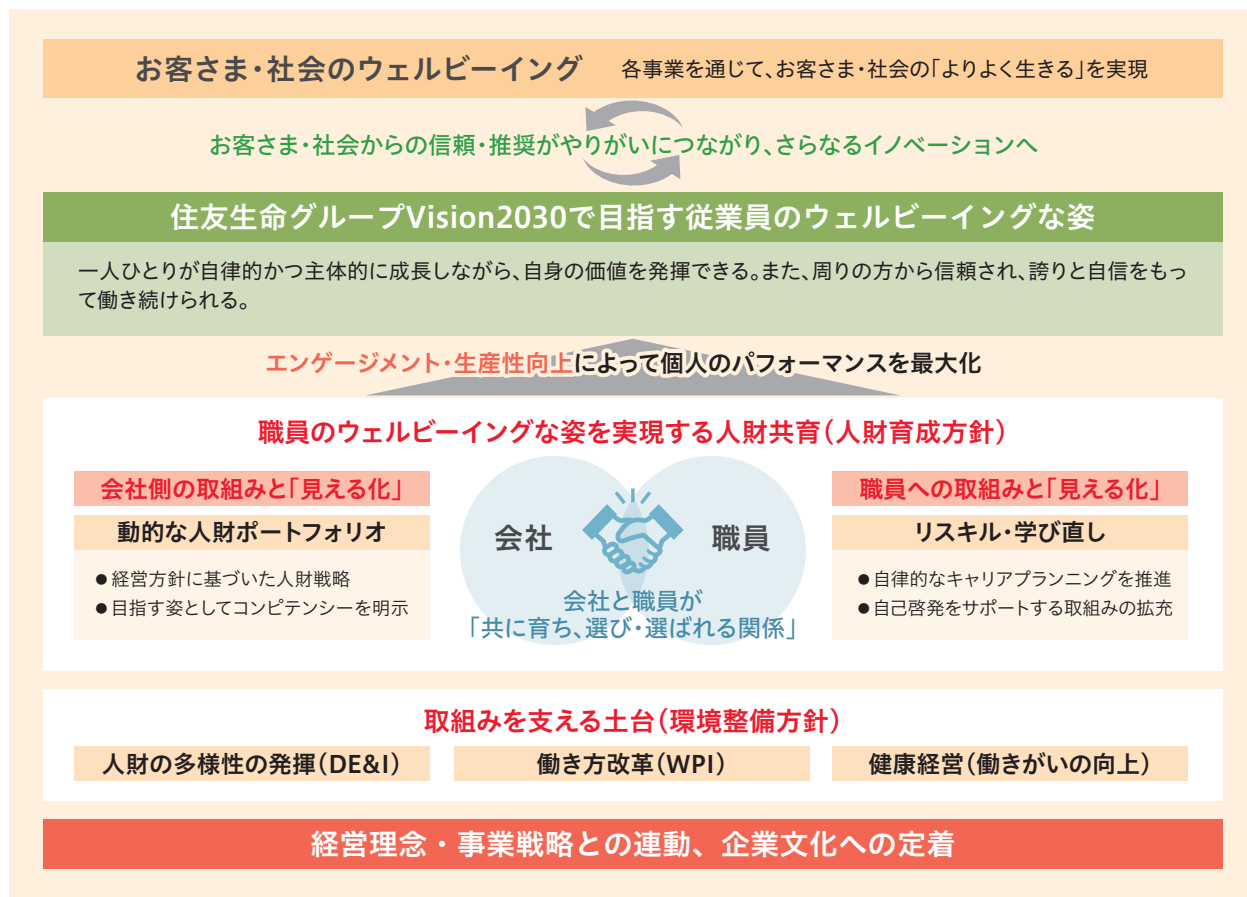 お客さま・社会のウェルビーイング 各事業を通じて、お客さま・社会の「よりよく生きる」を実現
お客さま・社会からの信頼・推奨がやりがいにつながり、さらなるイノベーションへ
住友生命グループVision2030で目指す従業員のウェルビーイングな姿
一人ひとりが自律的かつ主体的に成長しながら、自身の価値を発揮できる。また、周りの方から信頼され、誇りと自信をもっ
て働き続けられる。
エンゲージメント・生産性向上によって個人のパフォーマンスを最大化
職員のウェルビーイングな姿を実現する人財共育（人財育成方針）
会社側の取組みと「見える化」
動的な人財ポートフォリオ
●経営方針に基づいた人財戦略
●目指す姿としてコンピテンシーを明示
会社 職員
会社と職員が
「共に育ち、選び・選ばれる関係」
職員への取組みと「見える化」
リスキル・学び直し
●自律的なキャリアプランニングを推進
●自己啓発をサポートする取組みの拡充
取組みを支える土台（環境整備方針）
人財の多様性の発揮（DE&I）
働き方改革（WPI）
健康経営（働きがいの向上）
経営理念・事業戦略との連動、企業文化への定着